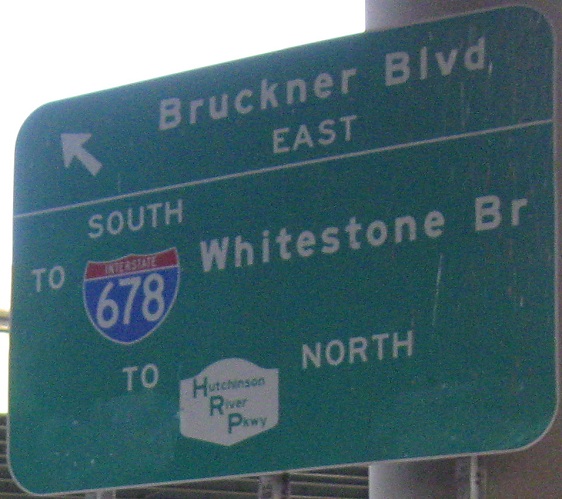 Bruckner Blvd.
EAST
SOUTH
TO INTERSTATE 678 Whitestone Br
TO Hutchinson River Pkwy NORTH